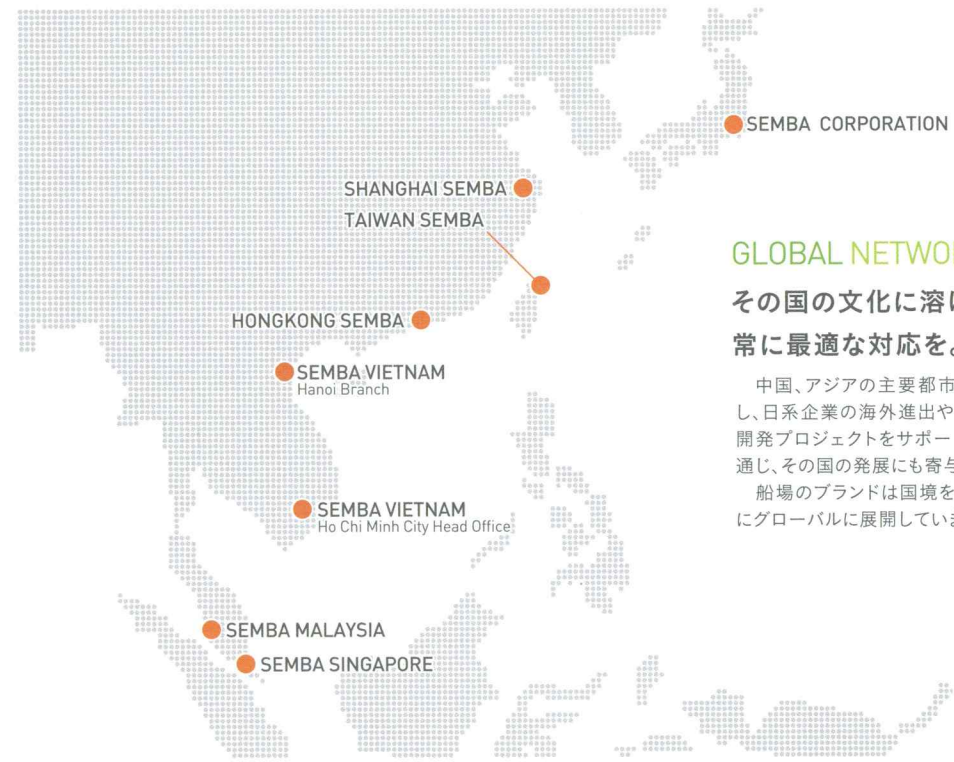 SEMBA CORPORATION
SHANGHAI SEMBA
TAIWAN SEMBA
HONGKONG SEMBA
SEMBA VIETNAM
Hanoi Branch
SEMBA VIETNAM
Ho Chi Minh City Head Office
SEMBA MALAYSIA
SEMBA SINGAPORE
GLOBAL
その国の文化に溶
常に最適な対応を。
中国、アジアの主要都市
し、日系企業の海外進出や
開発プロジェクトをサポー
通じ、その国の発展にも寄与
船場のブランドは国境を
にグローバルに展開していま